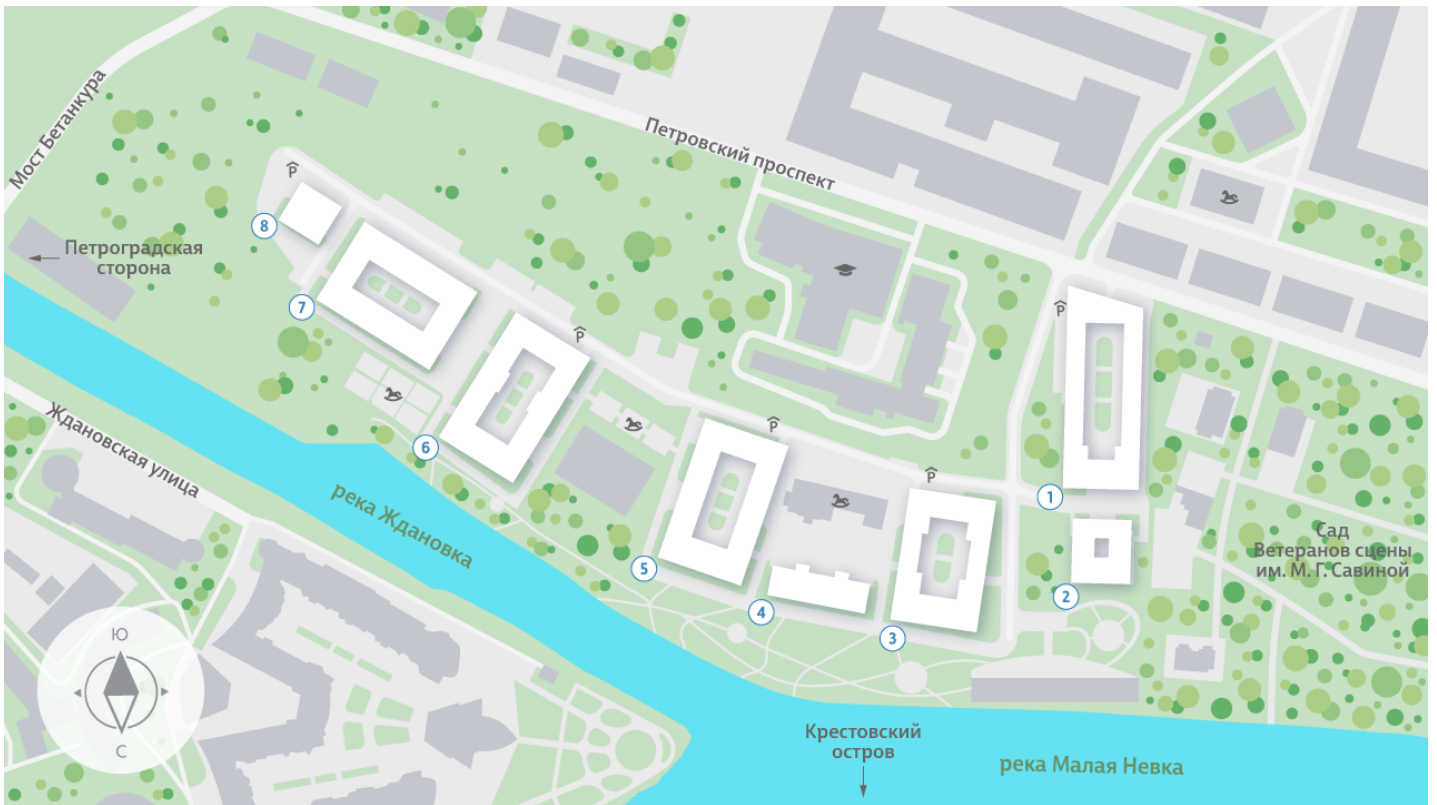 Мост Бетанкура
Петровский проспект
P
8
Петроградская
сторона
7
P
P
1
6
Ждановская улица
P
P
река Ждановка
5
Сад
Ветеранов сцены
им. М. Г. Савиной
2
4
3
Ю
С
Крестовский
остров
река Малая Невка